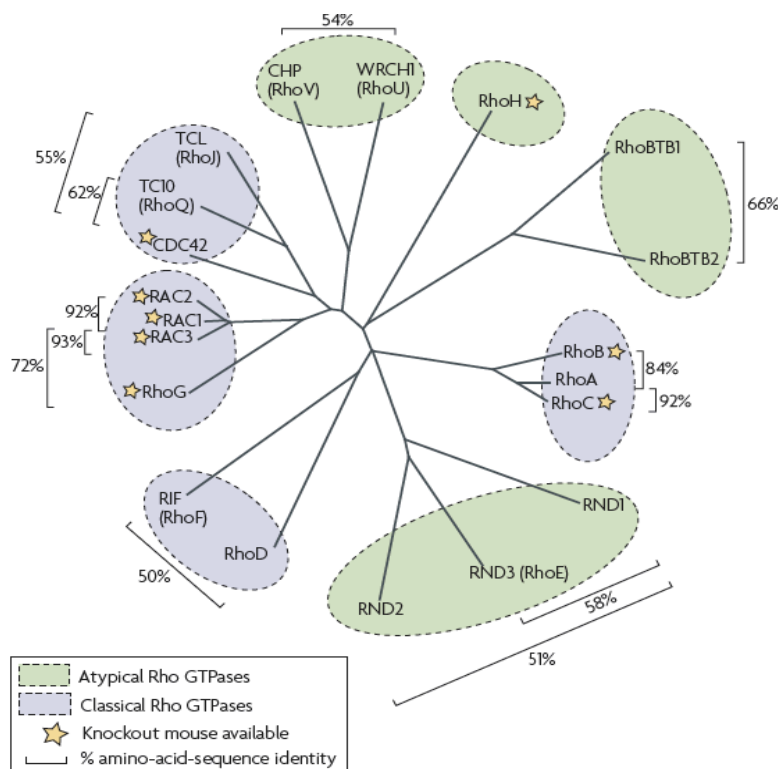 54%
CHP
(RhoV)
WRCH1
(RhoU)
RhoH
TCL
(RhoJ)
55%
TC10
(RhoQ)
62%
CDC42
RhoBTB1
66%
RhoBTB2
RAC2
92%
RAC1
RAC3
93%
72%
RhoG
RhoB
84%
RhoA
RhoC
92%
RIF
(RhoF)
RhoD
50%
RND1
RND3 (RhoE)
RND2
58%
51%
Atypical Rho GTPases
Classical Rho GTPases
Knockout mouse available
% amino-acid-sequence identity